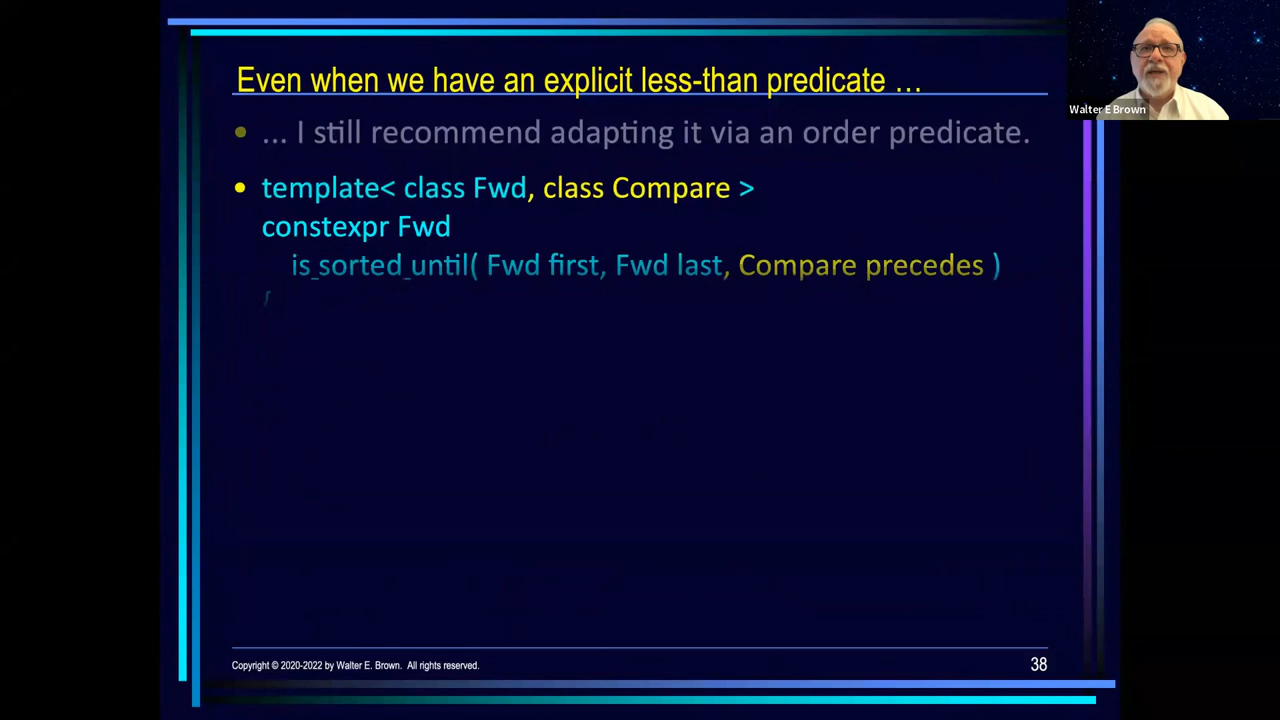 Even when we have an explicit less-than predicate …
Walter E Brown
• ... I still recommend adapting it via an order predicate.
• template< class Fwd, class Compare >
constexpr Fwd
is_sorted_until( Fwd first, Fwd last, Compare precedes )
{
Copyright © 2020-2022 by Walter E. Brown. All rights reserved.
38